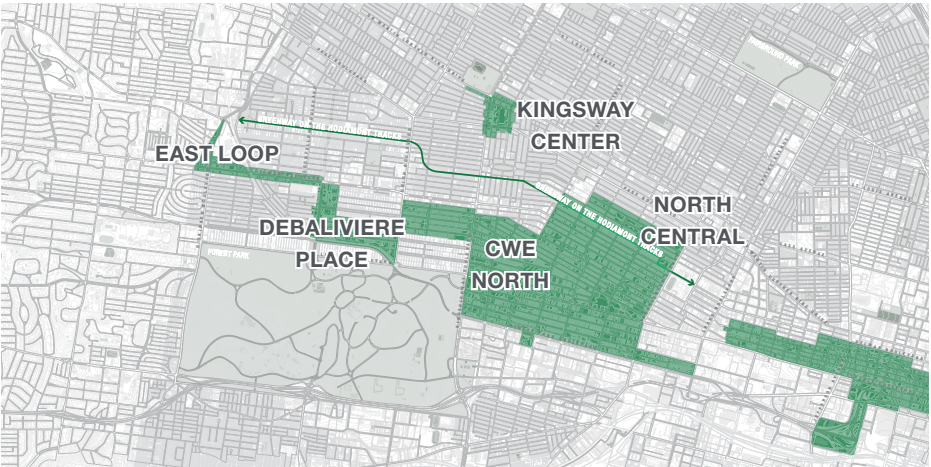 KINGSWAY
CENTER
GREENWAY ON THE HODIAMONT TRACKS
EAST LOOP
GREENWAY ON THE HODIAMONT TRACKS
NORTH
CENTRAL
DEBALIVIERE
PLACE
CWE
NORTH
FOREST PARK